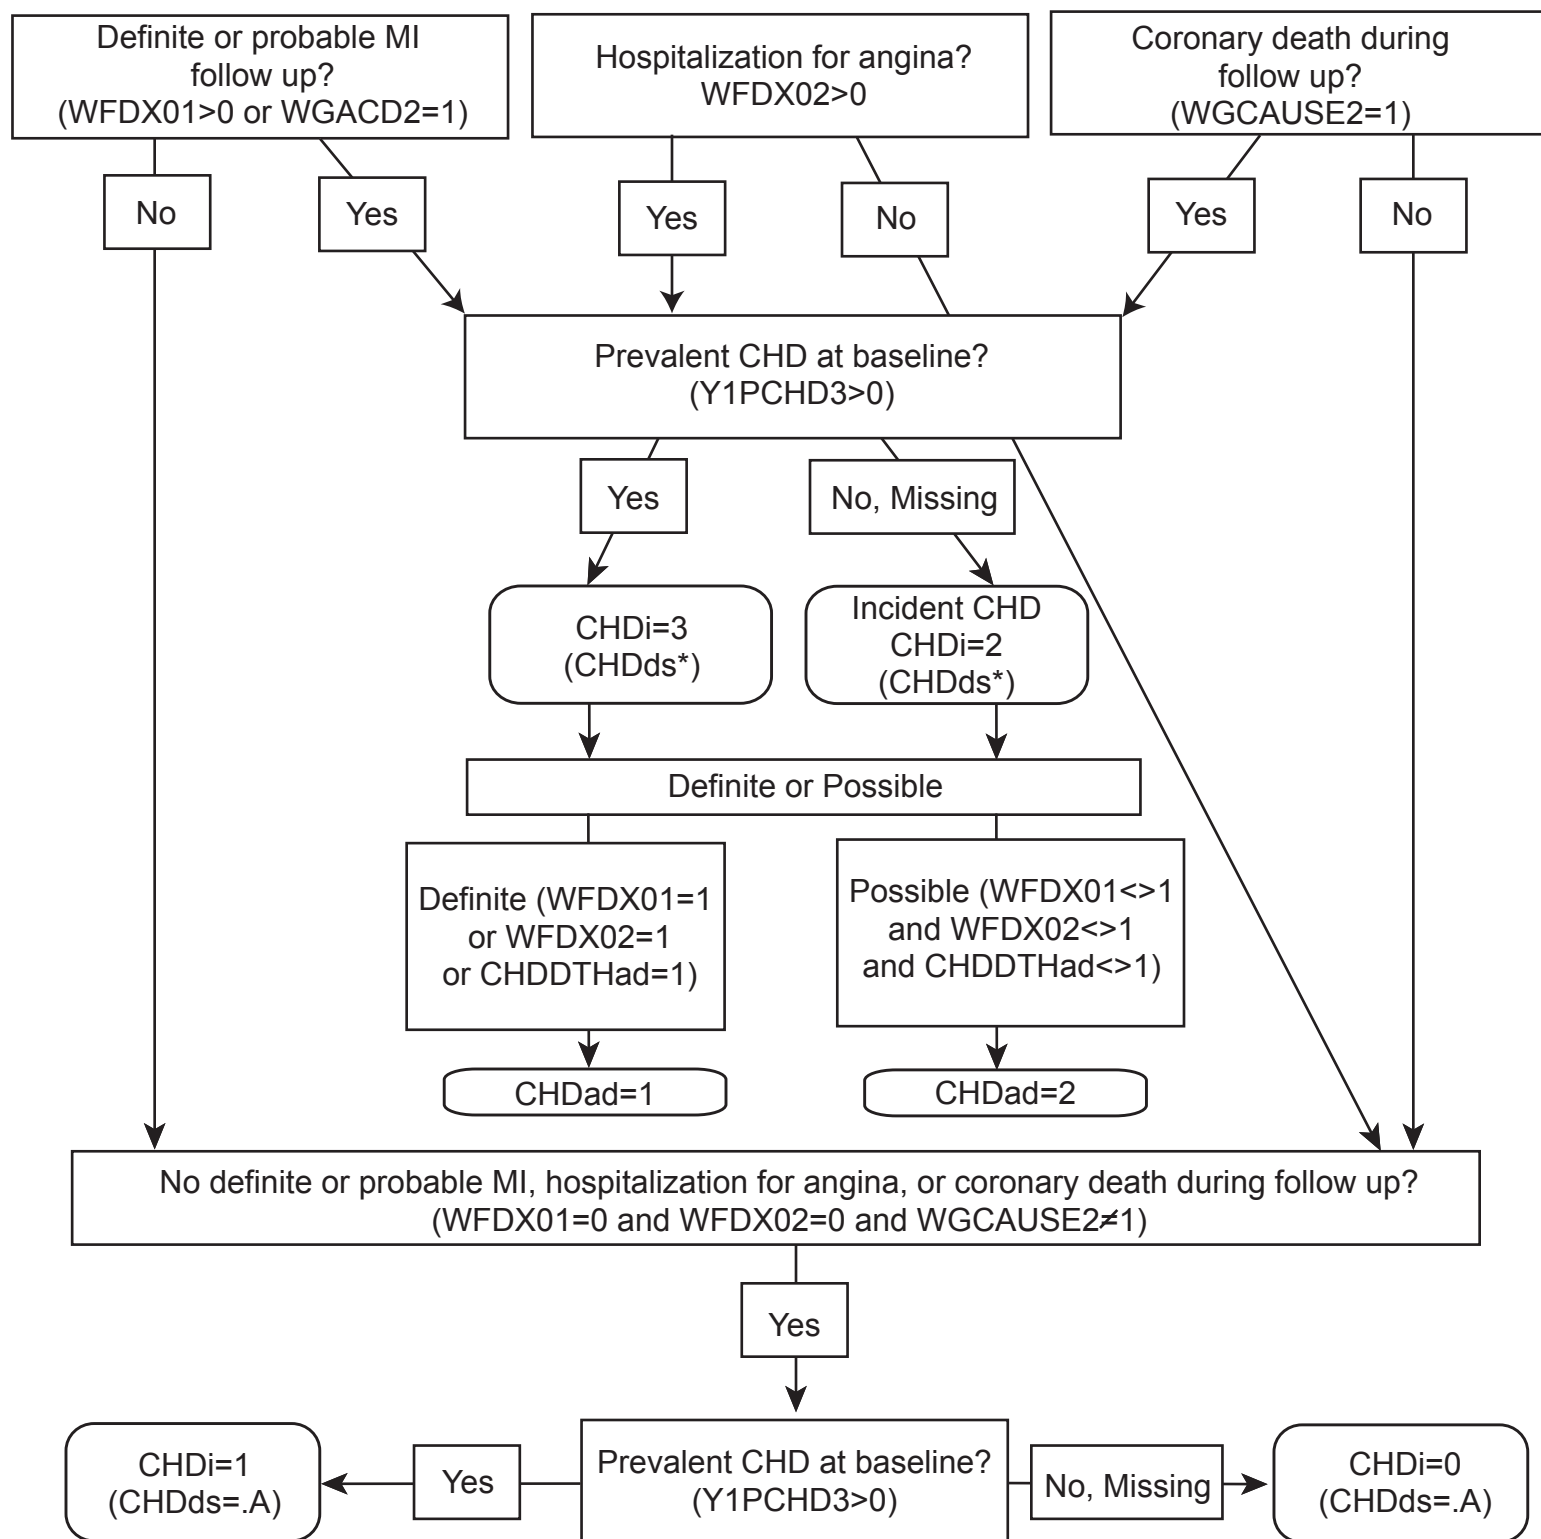 Definite or probable MI
follow up?
(WFDX01>0 or WGACD2=1)
Hospitalization for angina?
WFDX02>0
Coronary death during
follow up?
(WGCAUSE2=1)
No
Yes
Yes
No
Yes
No
Prevalent CHD at baseline?
(Y1PCHD3>0)
Yes
No, Missing
CHDi=3
(CHDds*)
Incident CHD
CHDi=2
(CHDds*)
Definite or Possible
Definite (WFDX01=1
or WFDX02=1
or CHDDTHad=1)
Possible (WFDX01<>1
and WFDX02<>1
and CHDDTHad<>1)
CHDad=1
CHDad=2
No definite or probable MI, hospitalization for angina, or coronary death during follow up?
(WFDX01=0 and WFDX02=0 and WGCAUSE2≠1)
Yes
CHDi=1
(CHDds=.A)
Yes
Prevalent CHD at baseline?
(Y1PCHD3>0)
No, Missing
CHDi=0
(CHDds=.A)